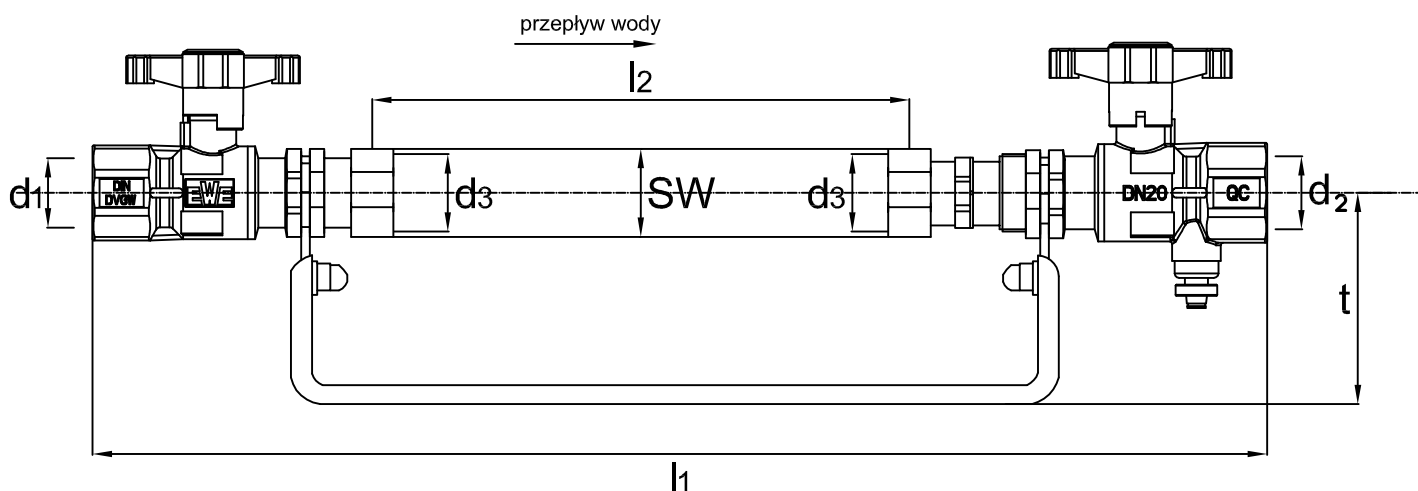 przepływ wody
l2
d1
DIN
DVGW
EWE
d3
SW
d3
DN20
QC
d2
t
l1